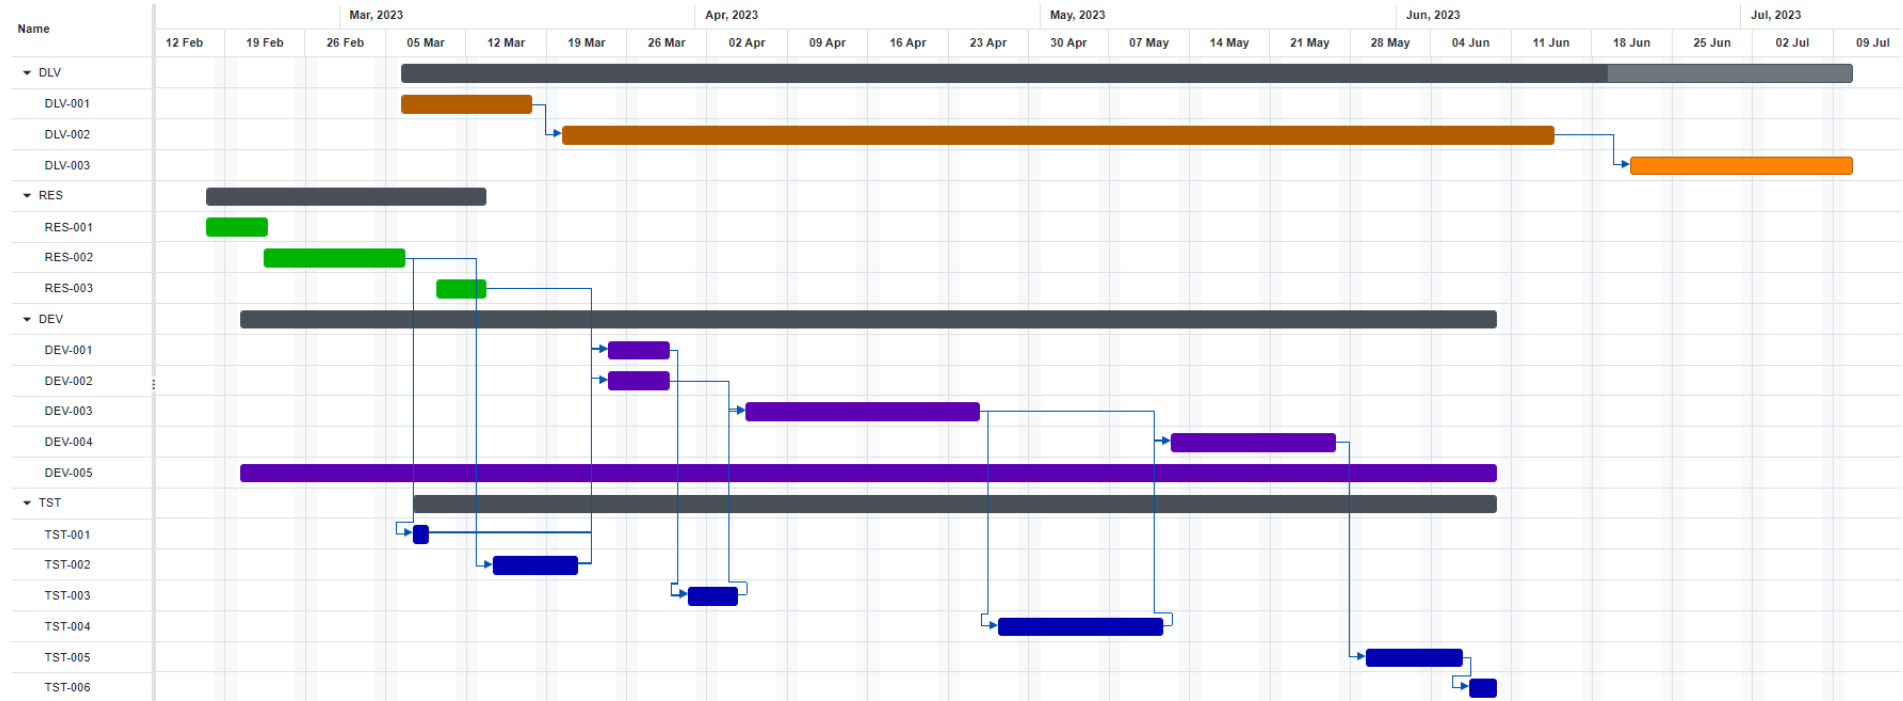 Name
Mar, 2023 Apr, 2023 May, 2023 Jun, 2023 Jul, 2023
12 Feb 19 Feb 26 Feb 05 Mar 12 Mar 19 Mar 26 Mar 02 Apr 09 Apr 16 Apr 23 Apr 30 Apr 07 May 14 May 21 May 28 May 04 Jun 11 Jun 18 Jun 25 Jun 02 Jul 09 Jul
DLV
DLV-001
DLV-002
DLV-003
RES
RES-001
RES-002
RES-003
DEV
DEV-001
DEV-002
DEV-003
DEV-004
DEV-005
TST
TST-001
TST-002
TST-003
TST-004
TST-005
TST-006